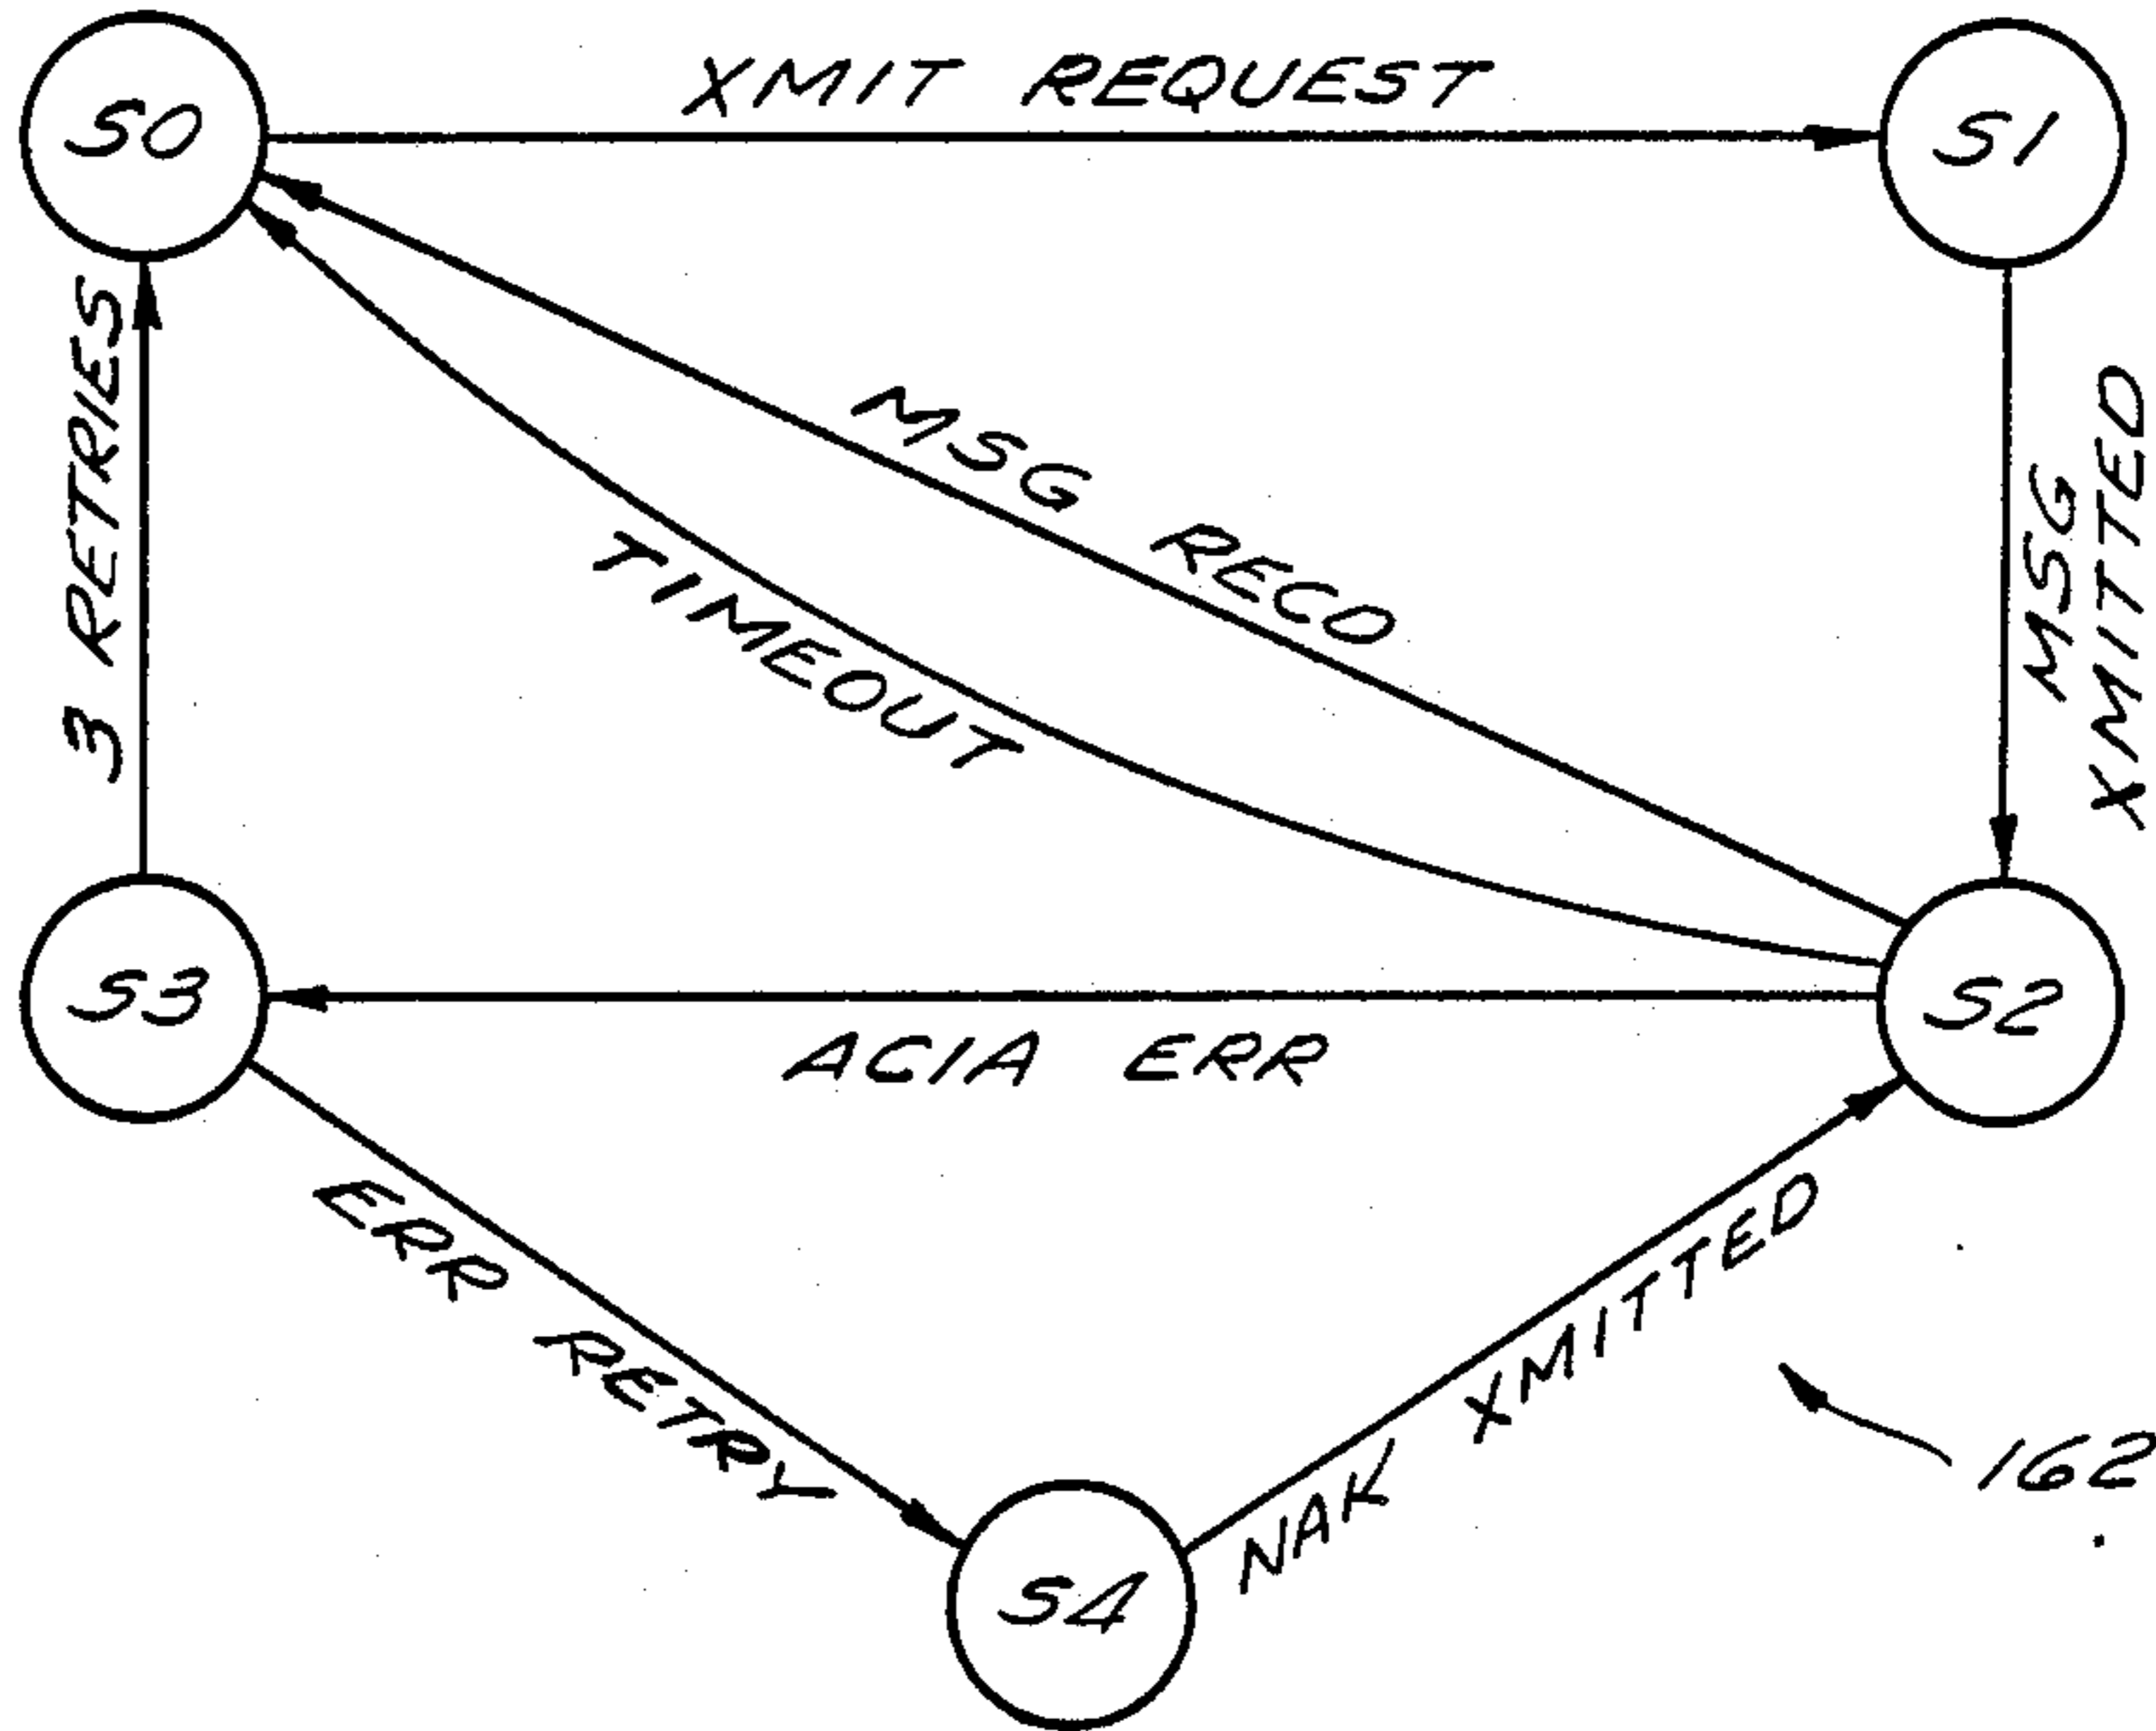 XMIT REQUEST
S0
S1
3 RETRIES
MSG RECD
TIMEOUT
MSG
XMITTED
S3
S2
ACIA ERR
ERR RETRY
NAK XMITTED
162
S4